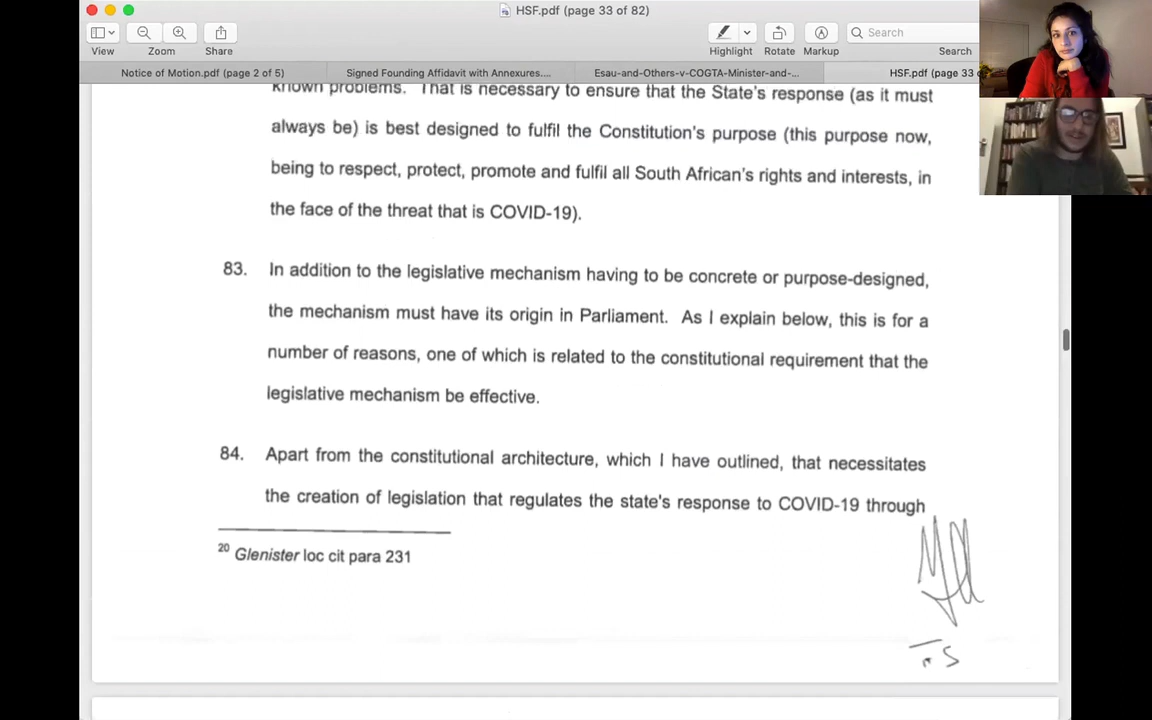 HSF.pdf (page 33 of 82)
View
Zoom
Share
Highlight
Rotate
Markup
Search
Search
Notice of Motion.pdf (page 2 of 5)
Signed Founding Affidavit with Annexures....
Esau-and-Others-v-COGTA-Minister-and-...
HSF.pdf (page 33
known problems. That is necessary to ensure that the State's response (as it must
always be) is best designed to fulfil the Constitution's purpose (this purpose now,
being to respect, protect, promote and fulfil all South African's rights and interests, in
the face of the threat that is COVID-19).
83. In addition to the legislative mechanism having to be concrete or purpose-designed,
the mechanism must have its origin in Parliament. As I explain below, this is for a
number of reasons, one of which is related to the constitutional requirement that the
legislative mechanism be effective.
84. Apart from the constitutional architecture, which I have outlined, that necessitates
the creation of legislation that regulates the state's response to COVID-19 through
20 Glenister loc cit para 231